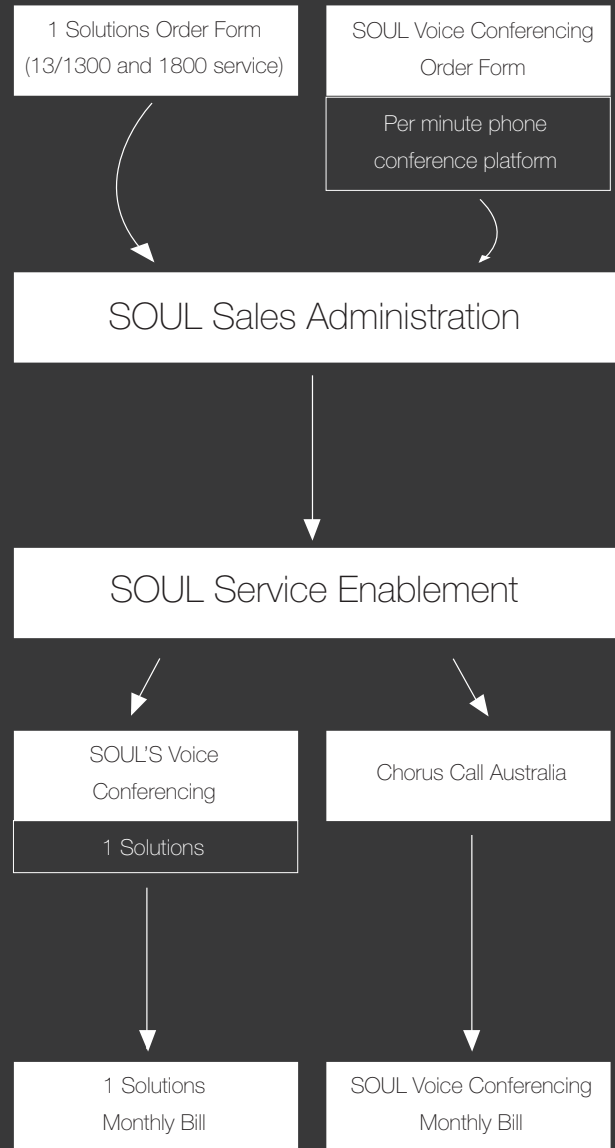 1 Solutions Order Form
(13/1300 and 1800 service)
SOUL Voice Conferencing
Order Form
Per minute phone
conference platform
SOUL Sales Administration
SOUL Service Enablement
SOUL'S Voice
Conferencing
1 Solutions
Chorus Call Australia
1 Solutions
Monthly Bill
SOUL Voice Conferencing
Monthly Bill